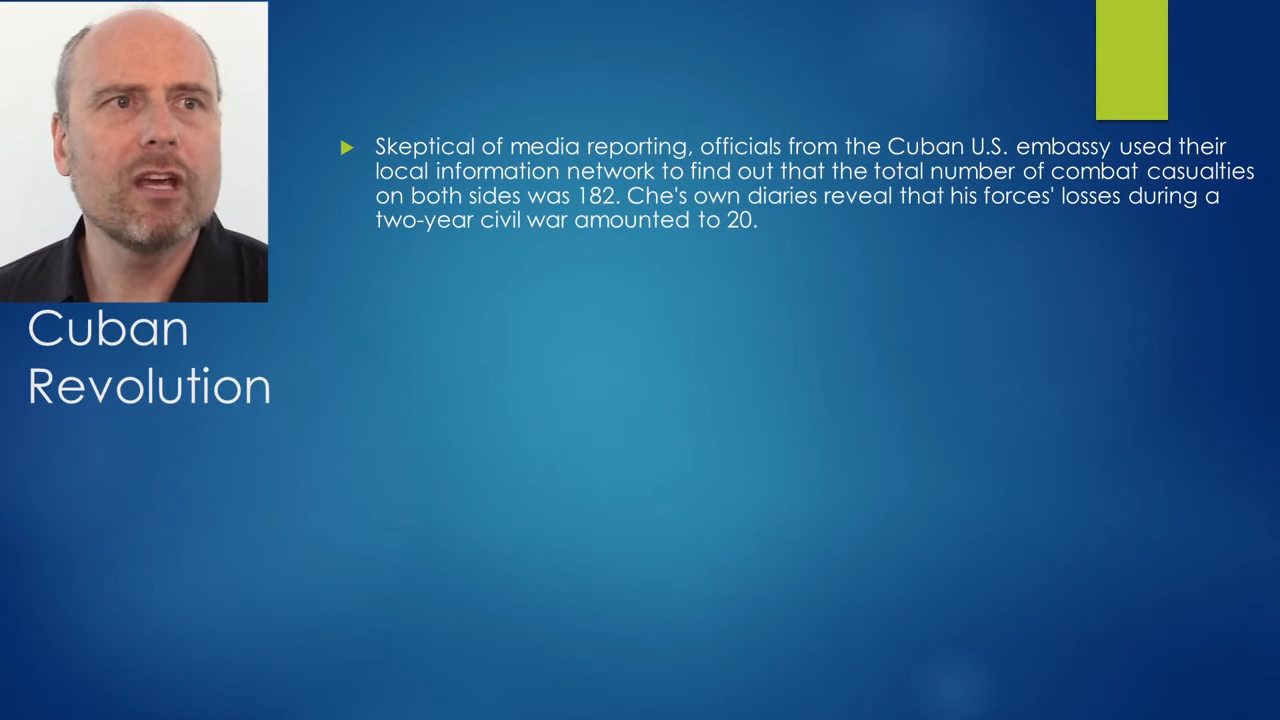 Skeptical of media reporting, officials from the Cuban U.S. embassy used their
local information network to find out that the total number of combat casualties
on both sides was 182. Che's own diaries reveal that his forces' losses during a
two-year civil war amounted to 20.
Cuban
Revolution